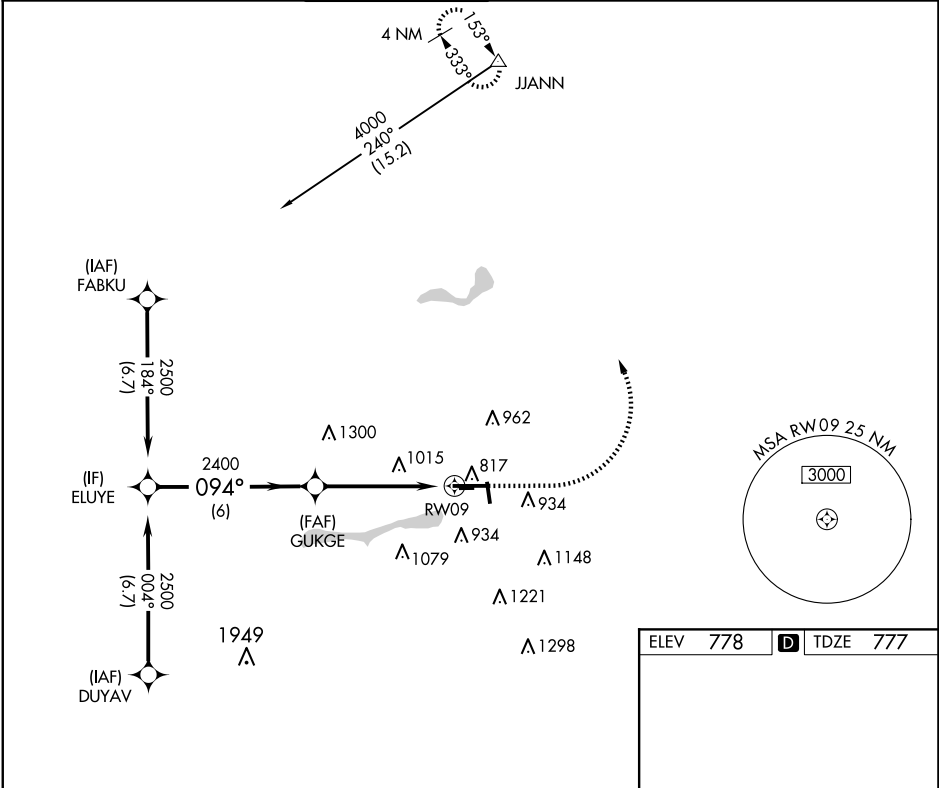 4 NM
153°
333°
JJANN
4000
240°
(15.2)
(IAF)
FABKU
2500
184°
(6.7)
962
1300
1015
817
MSA RW09 25 NM
3000
(IF)
ELUYE
2400
094°
(6)
RW09
934
(FAF)
GUKGE
934
1079
1148
2500
004°
(6.7)
1221
1949
1298
ELEV 778 D TDZE 777
(IAF)
DUYAV